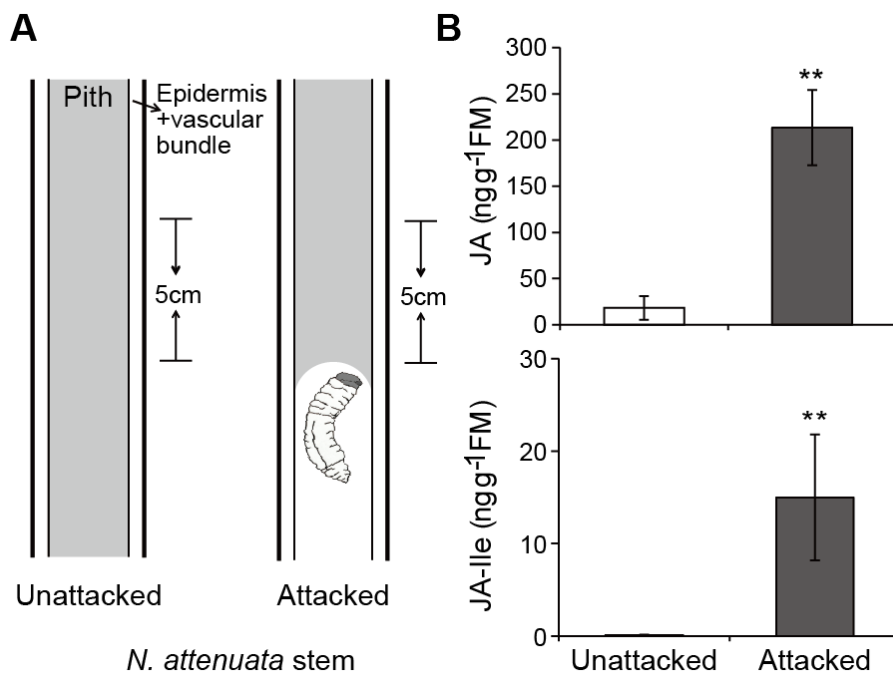 A
Pith
Epidermis
+vascular
bundle
5cm
5cm
Unattacked
Attacked
N. attenuata stem
B
JA (ngg⁻¹FM)
300
250
200
150
100
50
0
**
JA-Ile (ngg⁻¹FM)
30
20
10
0
**
Unattacked
Attacked